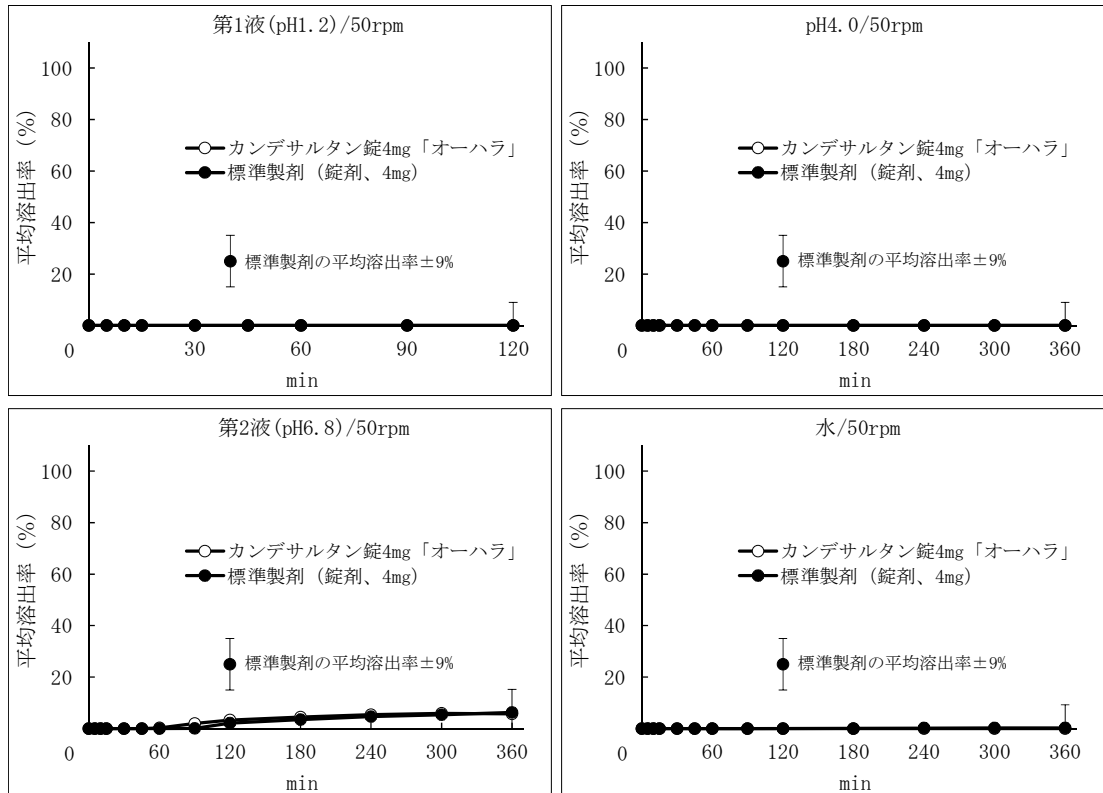 第1液(pH1.2)/50rpm
平均溶出率 (%)
100
80
60
40
20
0
カンデサルタン錠4mg「オーハラ」
標準製剤 (錠剤、4mg)
標準製剤の平均溶出率±9%
30
60
90
120
min
pH4.0/50rpm
平均溶出率 (%)
100
80
60
40
20
0
カンデサルタン錠4mg「オーハラ」
標準製剤 (錠剤、4mg)
標準製剤の平均溶出率±9%
60
120
180
240
300
360
min
第2液(pH6.8)/50rpm
平均溶出率 (%)
100
80
60
40
20
0
カンデサルタン錠4mg「オーハラ」
標準製剤 (錠剤、4mg)
標準製剤の平均溶出率±9%
60
120
180
240
300
360
min
水/50rpm
平均溶出率 (%)
100
80
60
40
20
0
カンデサルタン錠4mg「オーハラ」
標準製剤 (錠剤、4mg)
標準製剤の平均溶出率±9%
60
120
180
240
300
360
min